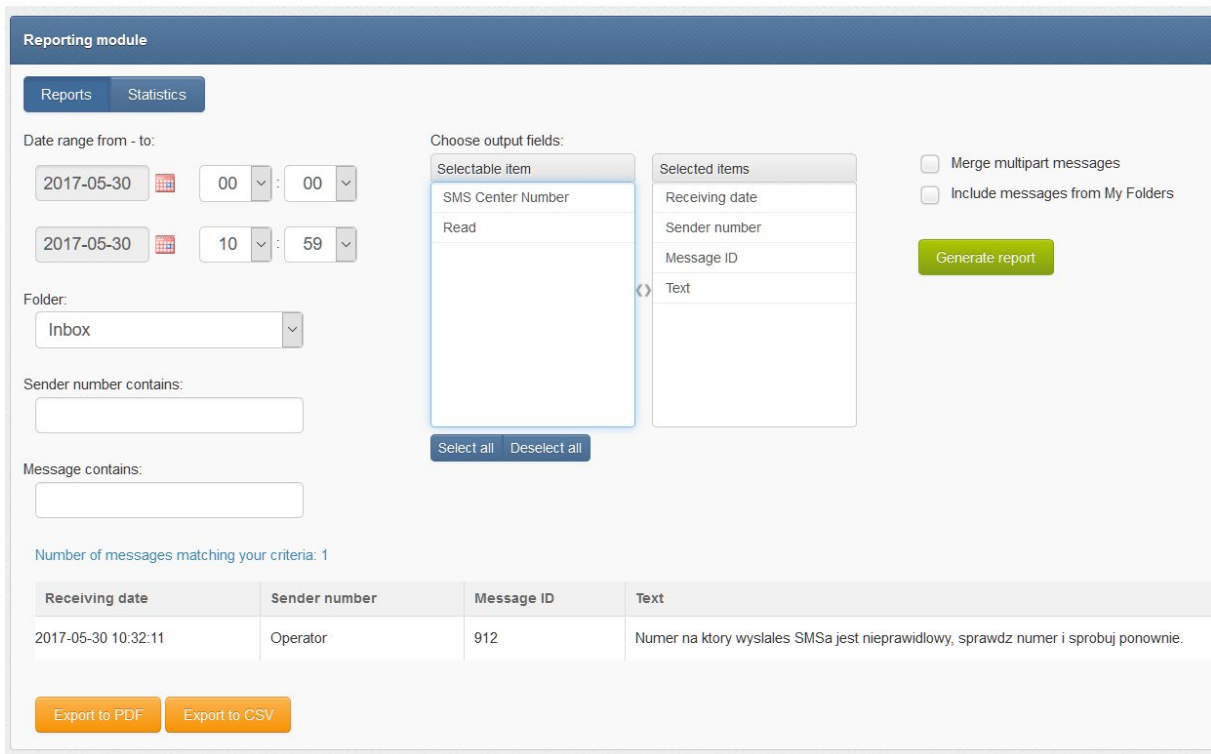 Reporting module
Reports Statistics
Date range from - to:
2017-05-30 00 : 00
2017-05-30 10 : 59
Folder:
Inbox
Sender number contains:
Message contains:
Choose output fields:
Selectable item
SMS Center Number
Read
Selected items
Receiving date
Sender number
Message ID
Text
Select all Deselect all
Merge multipart messages
Include messages from My Folders
Generate report
Number of messages matching your criteria: 1
Receiving date Sender number Message ID Text
2017-05-30 10:32:11 Operator 912 Numer na ktory wyslales SMSa jest nieprawidlowy, sprawdz numer i sprobuj ponownie.
Export to PDF Export to CSV